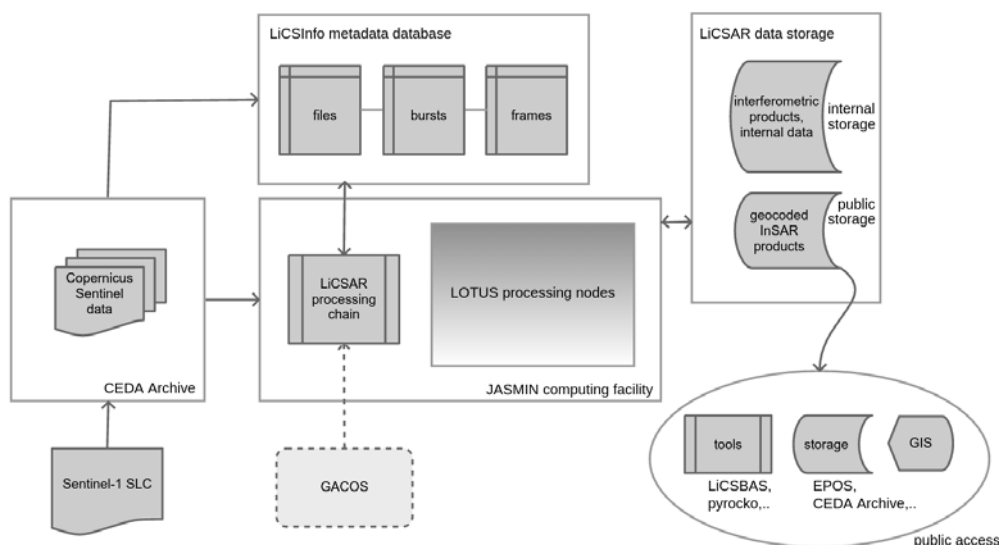 LiCSInfo metadata database
files
bursts
frames
LiCSAR data storage
interferometric
products,
internal data
internal
storage
public
storage
geocoded
InSAR
products
Copernicus
Sentinel
data
CEDA Archive
LiCSAR
processing
chain
LOTUS processing nodes
JASMIN computing facility
Sentinel-1 SLC
GACOS
tools
LiCSBAS,
pyrocko,..
storage
EPOS,
CEDA Archive,..
GIS
public access